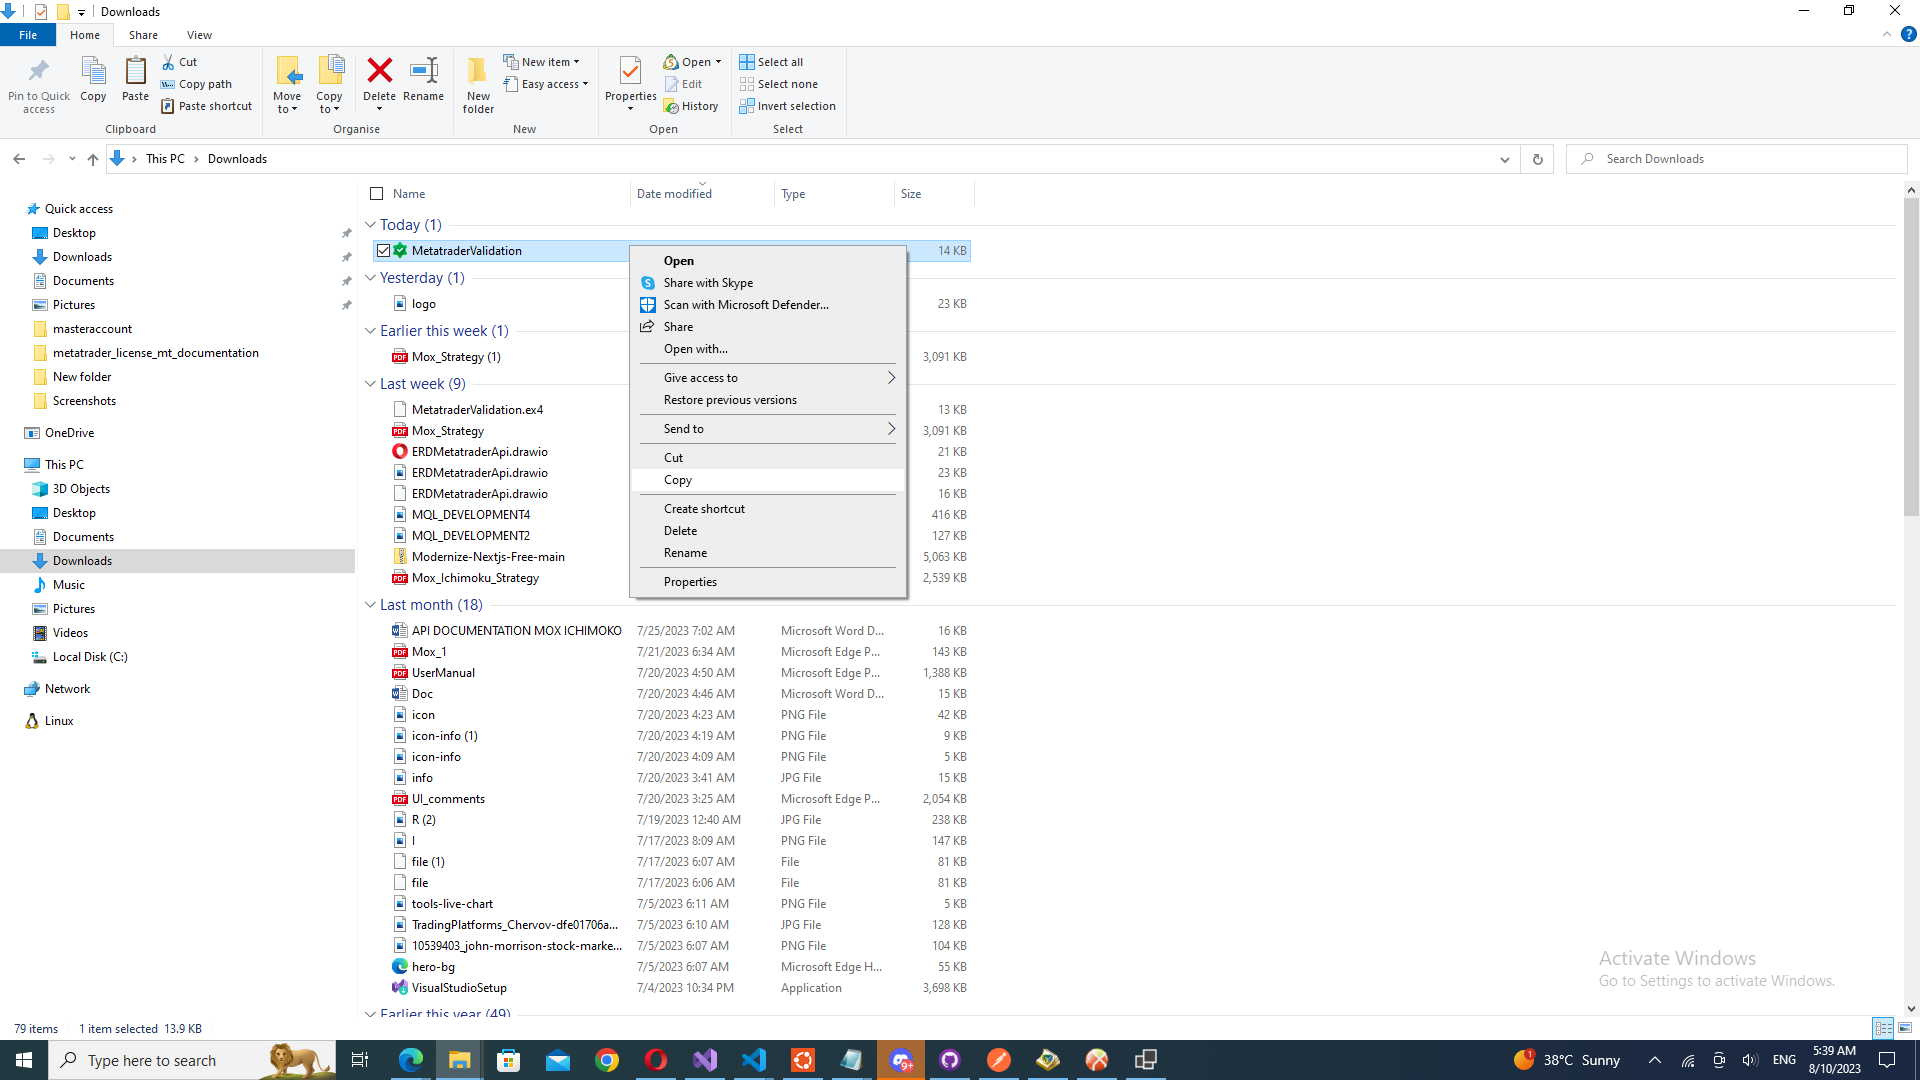 Downloads
File Home Share View
Pin to Quick access
Copy
Paste
Cut
Copy path
Paste shortcut
Clipboard
Move to
Copy to
Delete
Rename
Organise
New folder
New item
Easy access
New
Properties
Open
Edit
History
Open
Select all
Select none
Invert selection
Select
This PC > Downloads
Search Downloads
Quick access
Desktop
Downloads
Documents
Pictures
masteraccount
metatrader_license_mt_documentation
New folder
Screenshots
OneDrive
This PC
3D Objects
Desktop
Documents
Downloads
Music
Pictures
Videos
Local Disk (C:)
Network
Linux
Name Date modified Type Size
Today (1)
MetatraderValidation 14 KB
Yesterday (1)
logo 23 KB
Earlier this week (1)
PDF Mox_Strategy (1) 3,091 KB
Last week (9)
MetatraderValidation.ex4 13 KB
PDF Mox_Strategy 3,091 KB
ERDMetatraderApi.drawio 21 KB
ERDMetatraderApi.drawio 23 KB
ERDMetatraderApi.drawio 16 KB
MQL_DEVELOPMENT4 416 KB
MQL_DEVELOPMENT2 127 KB
Modernize-Nextjs-Free-main 5,063 KB
PDF Mox_Ichimoku_Strategy 2,539 KB
Open
Share with Skype
Scan with Microsoft Defender...
Share
Open with...
Give access to
Restore previous versions
Send to
Cut
Copy
Create shortcut
Delete
Rename
Properties
Last month (18)
API DOCUMENTATION MOX ICHIMOKO 7/25/2023 7:02 AM Microsoft Word D... 16 KB
PDF Mox_1 7/21/2023 6:34 AM Microsoft Edge P... 143 KB
PDF UserManual 7/20/2023 4:50 AM Microsoft Edge P... 1,388 KB
Doc 7/20/2023 4:46 AM Microsoft Word D... 15 KB
icon 7/20/2023 4:23 AM PNG File 42 KB
icon-info (1) 7/20/2023 4:19 AM PNG File 9 KB
icon-info 7/20/2023 4:09 AM PNG File 5 KB
info 7/20/2023 3:41 AM JPG File 15 KB
PDF UI_comments 7/20/2023 3:25 AM Microsoft Edge P... 2,054 KB
R (2) 7/19/2023 12:40 AM JPG File 238 KB
l 7/17/2023 8:09 AM PNG File 147 KB
file (1) 7/17/2023 6:07 AM File 81 KB
file 7/17/2023 6:06 AM File 81 KB
tools-live-chart 7/5/2023 6:11 AM PNG File 5 KB
TradingPlatforms_Chervov-dfe01706a... 7/5/2023 6:10 AM JPG File 128 KB
10539403_john-morrison-stock-marke... 7/5/2023 6:07 AM PNG File 104 KB
hero-bg 7/5/2023 6:07 AM Microsoft Edge H... 55 KB
VisualStudioSetup 7/4/2023 10:34 PM Application 3,698 KB
Earlier this year (49)
Activate Windows
Go to Settings to activate Windows.
79 items 1 item selected 13.9 KB
Type here to search
9+
1
38°C Sunny
ENG
5:39 AM
8/10/2023